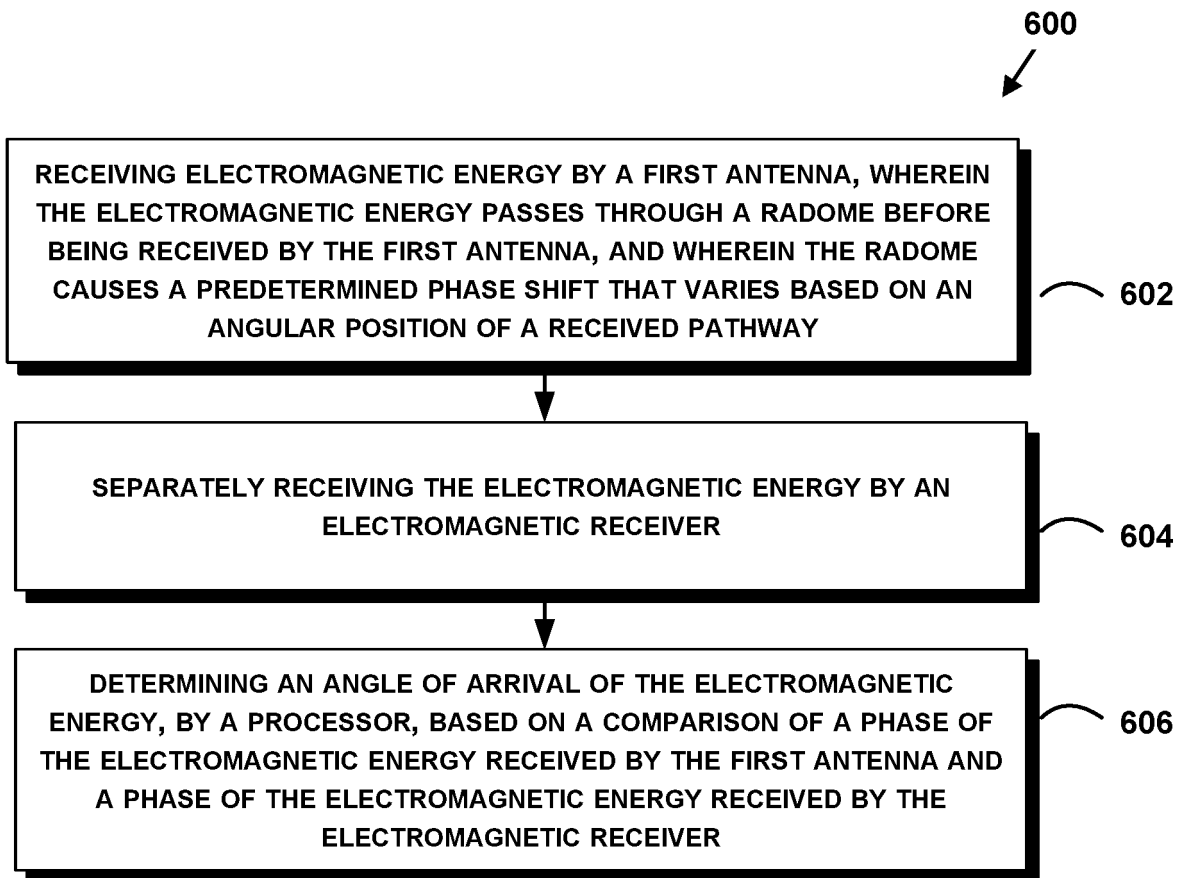 600
RECEIVING ELECTROMAGNETIC ENERGY BY A FIRST ANTENNA, WHEREIN
THE ELECTROMAGNETIC ENERGY PASSES THROUGH A RADOME BEFORE
BEING RECEIVED BY THE FIRST ANTENNA, AND WHEREIN THE RADOME
CAUSES A PREDETERMINED PHASE SHIFT THAT VARIES BASED ON AN
ANGULAR POSITION OF A RECEIVED PATHWAY
602
SEPARATELY RECEIVING THE ELECTROMAGNETIC ENERGY BY AN
ELECTROMAGNETIC RECEIVER
604
DETERMINING AN ANGLE OF ARRIVAL OF THE ELECTROMAGNETIC
ENERGY, BY A PROCESSOR, BASED ON A COMPARISON OF A PHASE OF
THE ELECTROMAGNETIC ENERGY RECEIVED BY THE FIRST ANTENNA AND
A PHASE OF THE ELECTROMAGNETIC ENERGY RECEIVED BY THE
ELECTROMAGNETIC RECEIVER
606